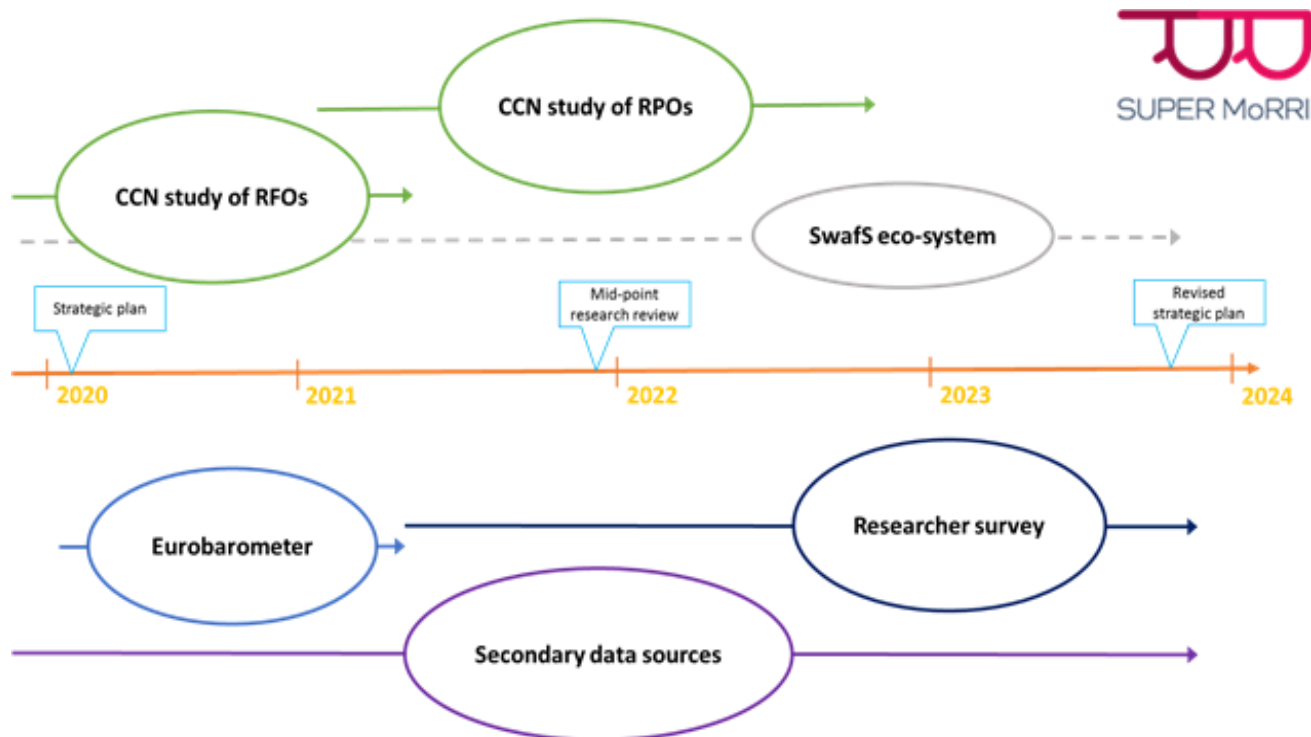 SUPER MoRRI
CCN study of RPOs
CCN study of RFOs
SwafS eco-system
Strategic plan
Mid-point
research review
Revised
strategic plan
2020
2021
2022
2023
2024
Eurobarometer
Researcher survey
Secondary data sources